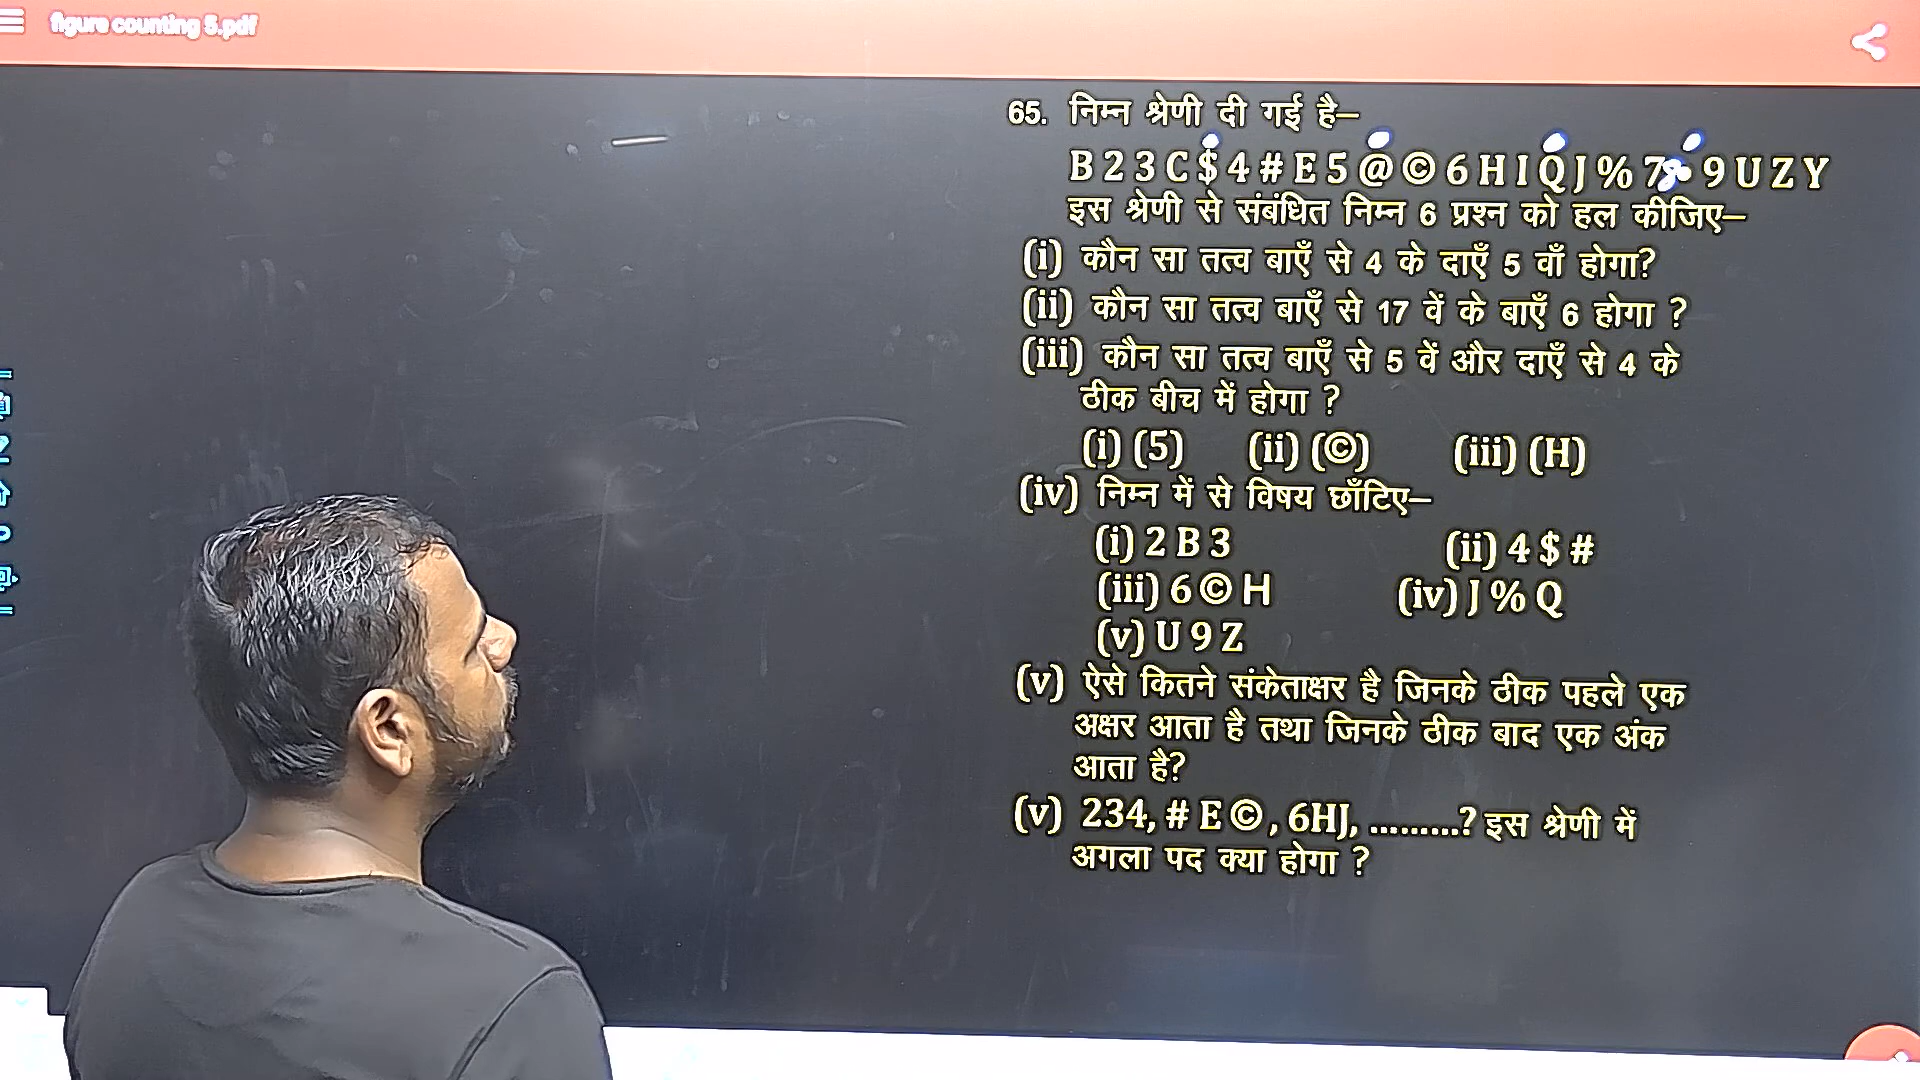 figure counting 5.pdf
65. निम्न श्रेणी दी गई है–
B 2 3 C $ 4 # E 5 @ © 6 H I Q J % 7 9 U Z Y
इस श्रेणी से संबंधित निम्न 6 प्रश्न को हल कीजिए–
(i) कौन सा तत्व बाएँ से 4 के दाएँ 5 वाँ होगा?
(ii) कौन सा तत्व बाएँ से 17 वें के बाएँ 6 होगा ?
(iii) कौन सा तत्व बाएँ से 5 वें और दाएँ से 4 के
ठीक बीच में होगा ?
(i) (5) (ii) (©) (iii) (H)
(iv) निम्न में से विषय छाँटिए–
(i) 2 B 3 (ii) 4 $ #
(iii) 6 © H (iv) J % Q
(v) U 9 Z
(v) ऐसे कितने संकेताक्षर है जिनके ठीक पहले एक
अक्षर आता है तथा जिनके ठीक बाद एक अंक
आता है?
(v) 234, # E © , 6HJ, .........? इस श्रेणी में
अगला पद क्या होगा ?